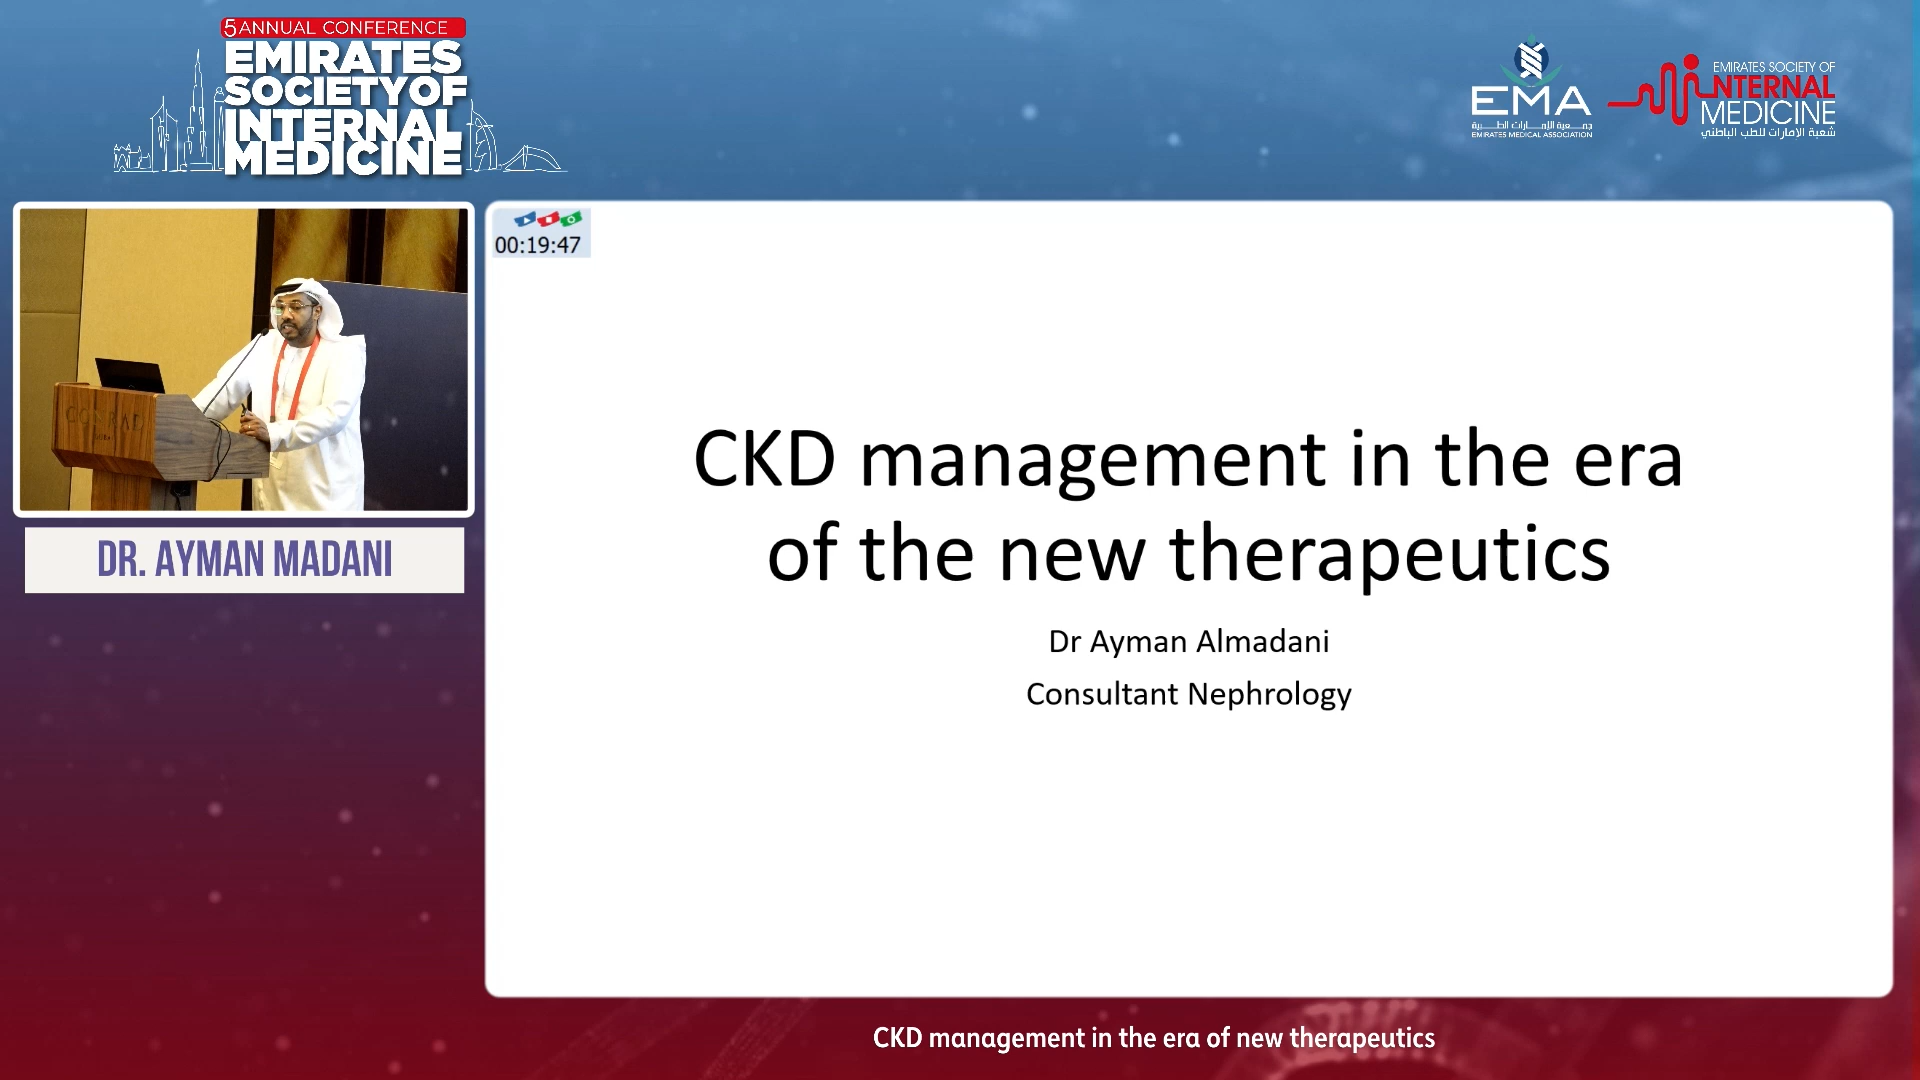 5 ANNUAL CONFERENCE
EMIRATES
SOCIETY OF
INTERNAL
MEDICINE
EMA
جمعية الإمارات الطبية
EMIRATES MEDICAL ASSOCIATION
EMIRATES SOCIETY OF
INTERNAL
MEDICINE
شعبة الإمارات للطب الباطني
00:19:47
CONRAD
DR. AYMAN MADANI
CKD management in the era
of the new therapeutics
Dr Ayman Almadani
Consultant Nephrology
CKD management in the era of new therapeutics